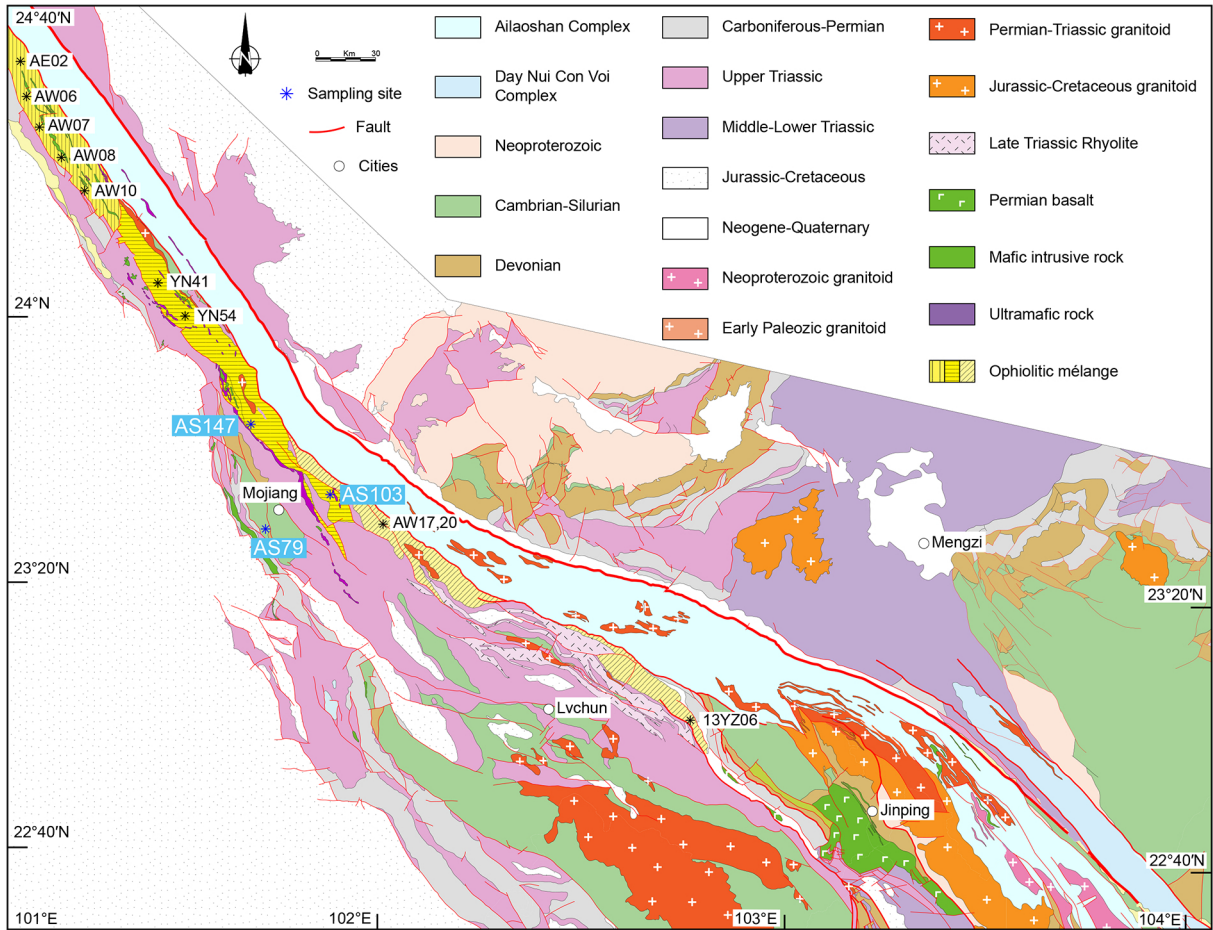 24°40′N
N
0 Km 30
Sampling site
Fault
Cities
Ailaoshan Complex
Day Nui Con Voi
Complex
Neoproterozoic
Cambrian-Silurian
Devonian
Carboniferous-Permian
Upper Triassic
Middle-Lower Triassic
Jurassic-Cretaceous
Neogene-Quaternary
Neoproterozoic granitoid
Early Paleozic granitoid
Permian-Triassic granitoid
Jurassic-Cretaceous granitoid
Late Triassic Rhyolite
Permian basalt
Mafic intrusive rock
Ultramafic rock
Ophiolitic mélange
AE02
AW06
AW07
AW08
AW10
YN41
24°N
YN54
AS147
Mojiang
AS103
AW17,20
AS79
Mengzi
23°20′N
23°20′N
Lvchun
13YZ06
Jinping
22°40′N
22°40′N
101°E
102°E
103°E
104°E